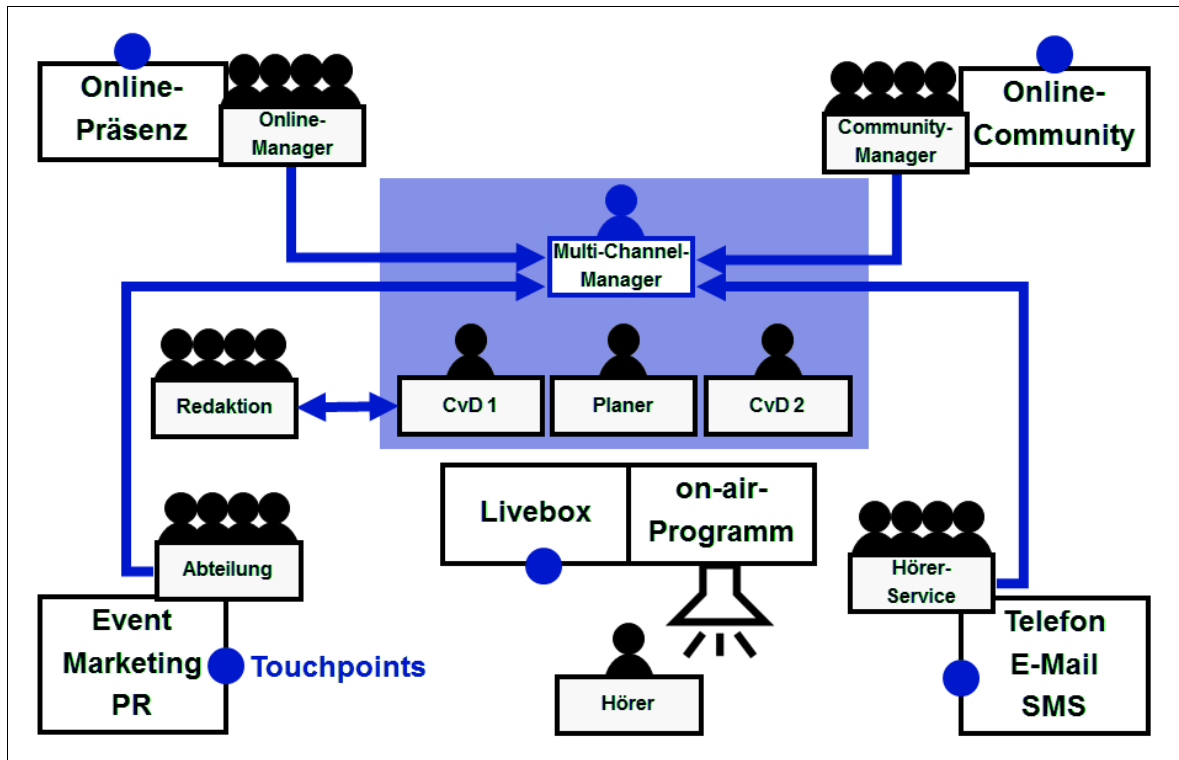 Online-
Präsenz
Online-
Manager
Community-
Manager
Online-
Community
Multi-Channel-
Manager
Redaktion
CvD 1
Planer
CvD 2
Livebox
on-air-
Programm
Abteilung
Event
Marketing
PR
Touchpoints
Hörer
Hörer-
Service
Telefon
E-Mail
SMS